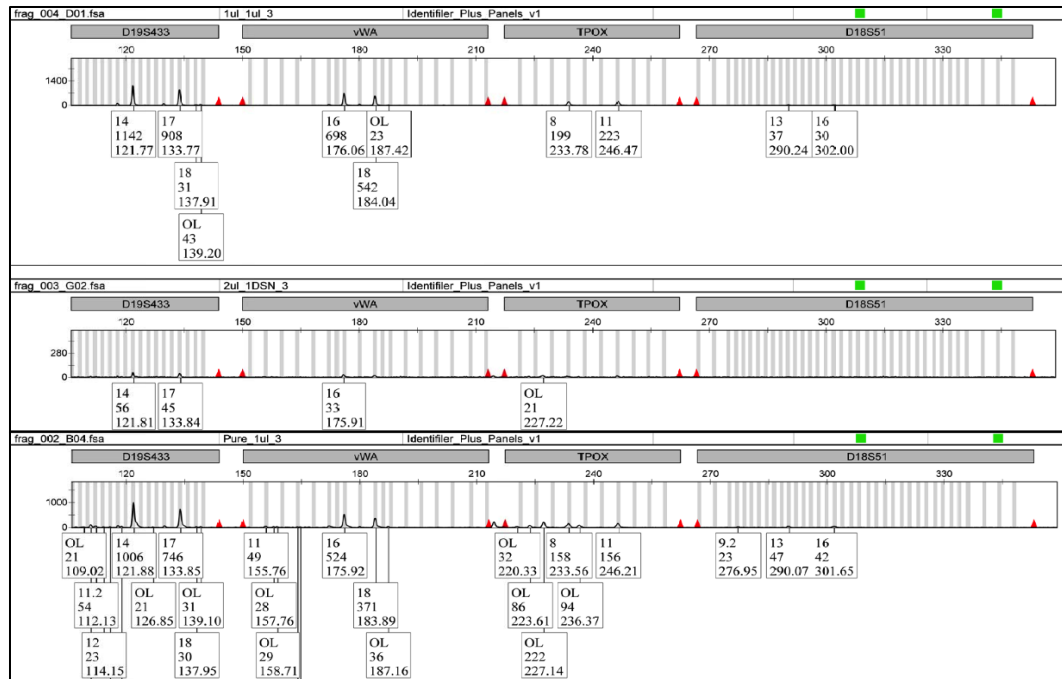 frag_004_D01.fsa 1ul_1ul_3 Identifiler_Plus_Panels_v1
D19S433 vWA TPOX D18S51
120 150 180 210 240 270 300 330
1400
0
14 17 16 OL 8 11 13 16
1142 908 698 23 199 223 37 30
121.77 133.77 176.06 187.42 233.78 246.47 290.24 302.00
18 18
31 542
137.91 184.04
OL
43
139.20
frag_003_G02.fsa 2ul_1DSN_3 Identifiler_Plus_Panels_v1
D19S433 vWA TPOX D18S51
120 150 180 210 240 270 300 330
280
0
14 17 16 OL
56 45 33 21
121.81 133.84 175.91 227.22
frag_002_B04.fsa Pure_1ul_3 Identifiler_Plus_Panels_v1
D19S433 vWA TPOX D18S51
120 150 180 210 240 270 300 330
1000
0
OL 14 17 11 16 OL 8 11 9.2 13 16
21 1006 746 49 524 32 158 156 23 47 42
109.02 121.88 133.85 155.76 175.92 220.33 233.56 246.21 276.95 290.07 301.65
11.2 OL OL OL 18 OL OL
54 21 31 28 371 86 94
112.13 126.85 139.10 157.76 183.89 223.61 236.37
12 18 OL OL OL
23 30 29 36 222
114.15 137.95 158.71 187.16 227.14